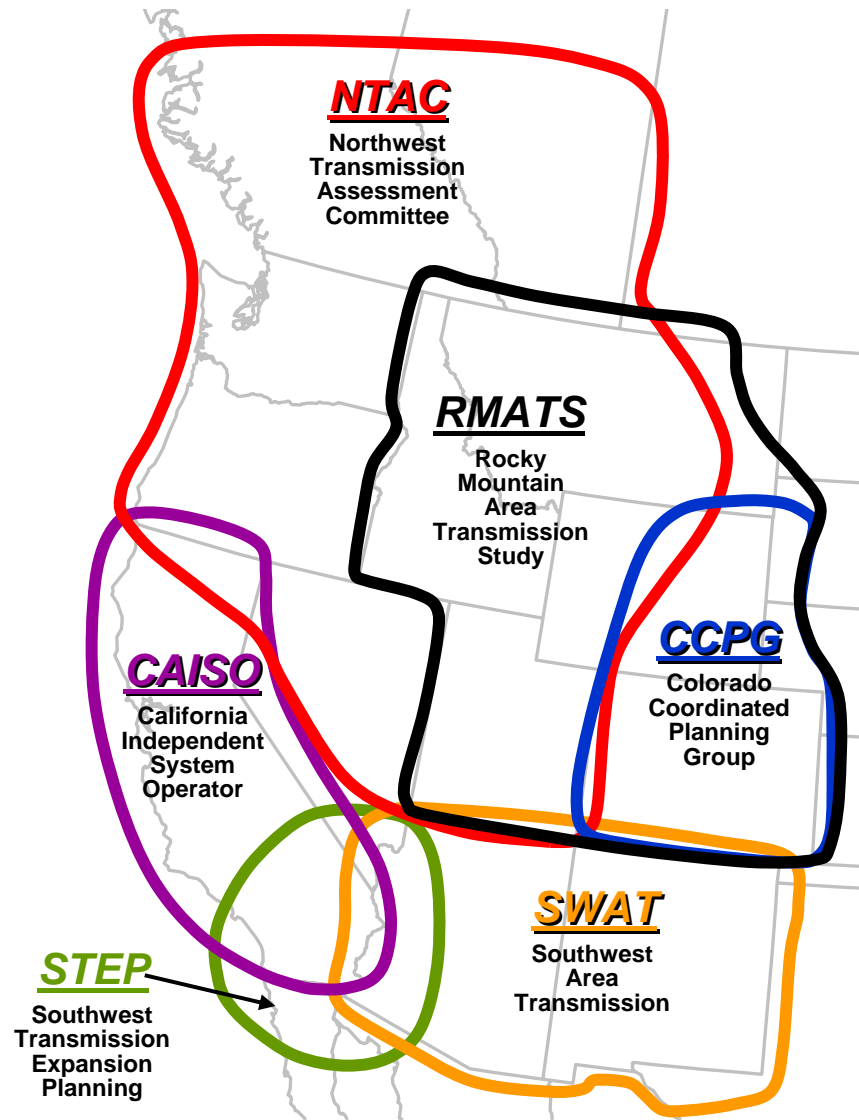 NTAC
Northwest
Transmission
Assessment
Committee
RMATS
Rocky
Mountain
Area
Transmission
Study
CCPG
Colorado
Coordinated
Planning
Group
CAISO
California
Independent
System
Operator
SWAT
Southwest
Area
Transmission
STEP
Southwest
Transmission
Expansion
Planning